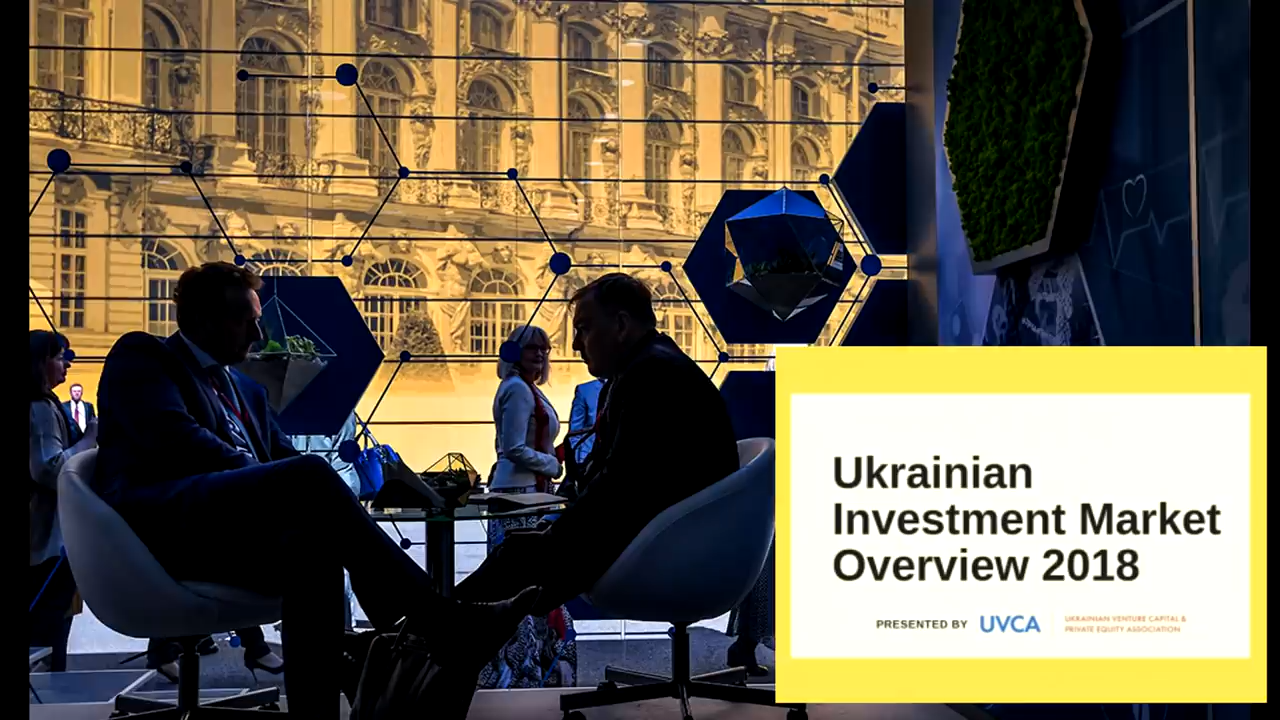 Ukrainian
Investment Market
Overview 2018
PRESENTED BY UVCA UKRAINIAN VENTURE CAPITAL &
PRIVATE EQUITY ASSOCIATION